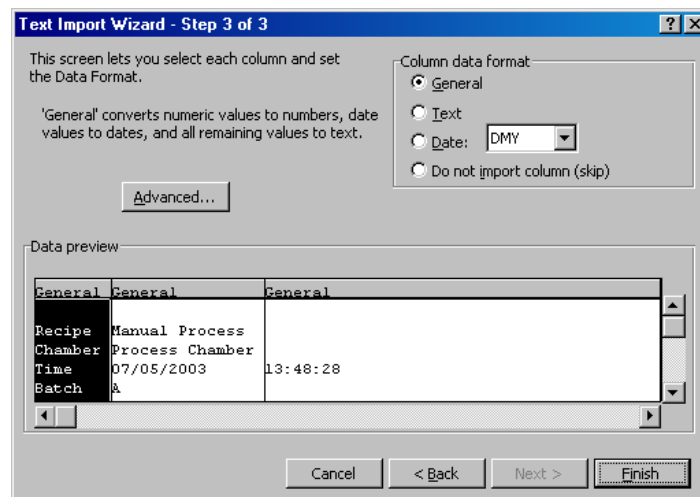 Text Import Wizard - Step 3 of 3
This screen lets you select each column and set
the Data Format.
'General' converts numeric values to numbers, date
values to dates, and all remaining values to text.
Advanced...
Column data format
General
Text
Date: DMY
Do not import column (skip)
Data preview
General General General
Recipe Manual Process
Chamber Process Chamber
Time 07/05/2003 13:48:28
Batch A
Cancel < Back Next > Finish